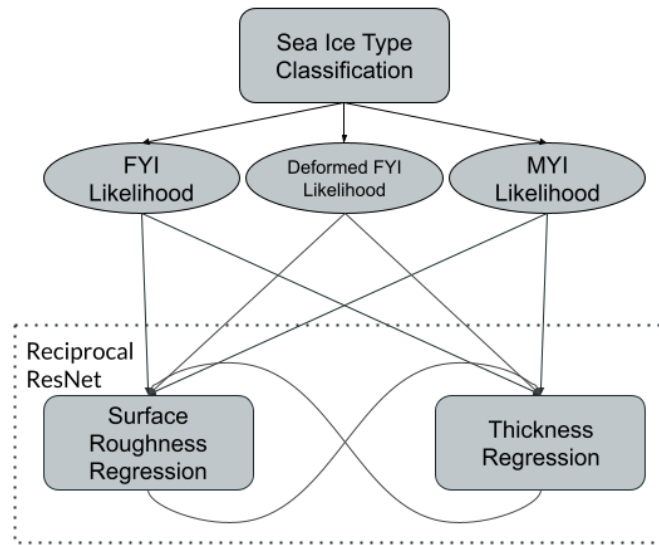 Sea Ice Type
Classification
FYI
Likelihood
Deformed FYI
Likelihood
MYI
Likelihood
Reciprocal
ResNet
Surface
Roughness
Regression
Thickness
Regression